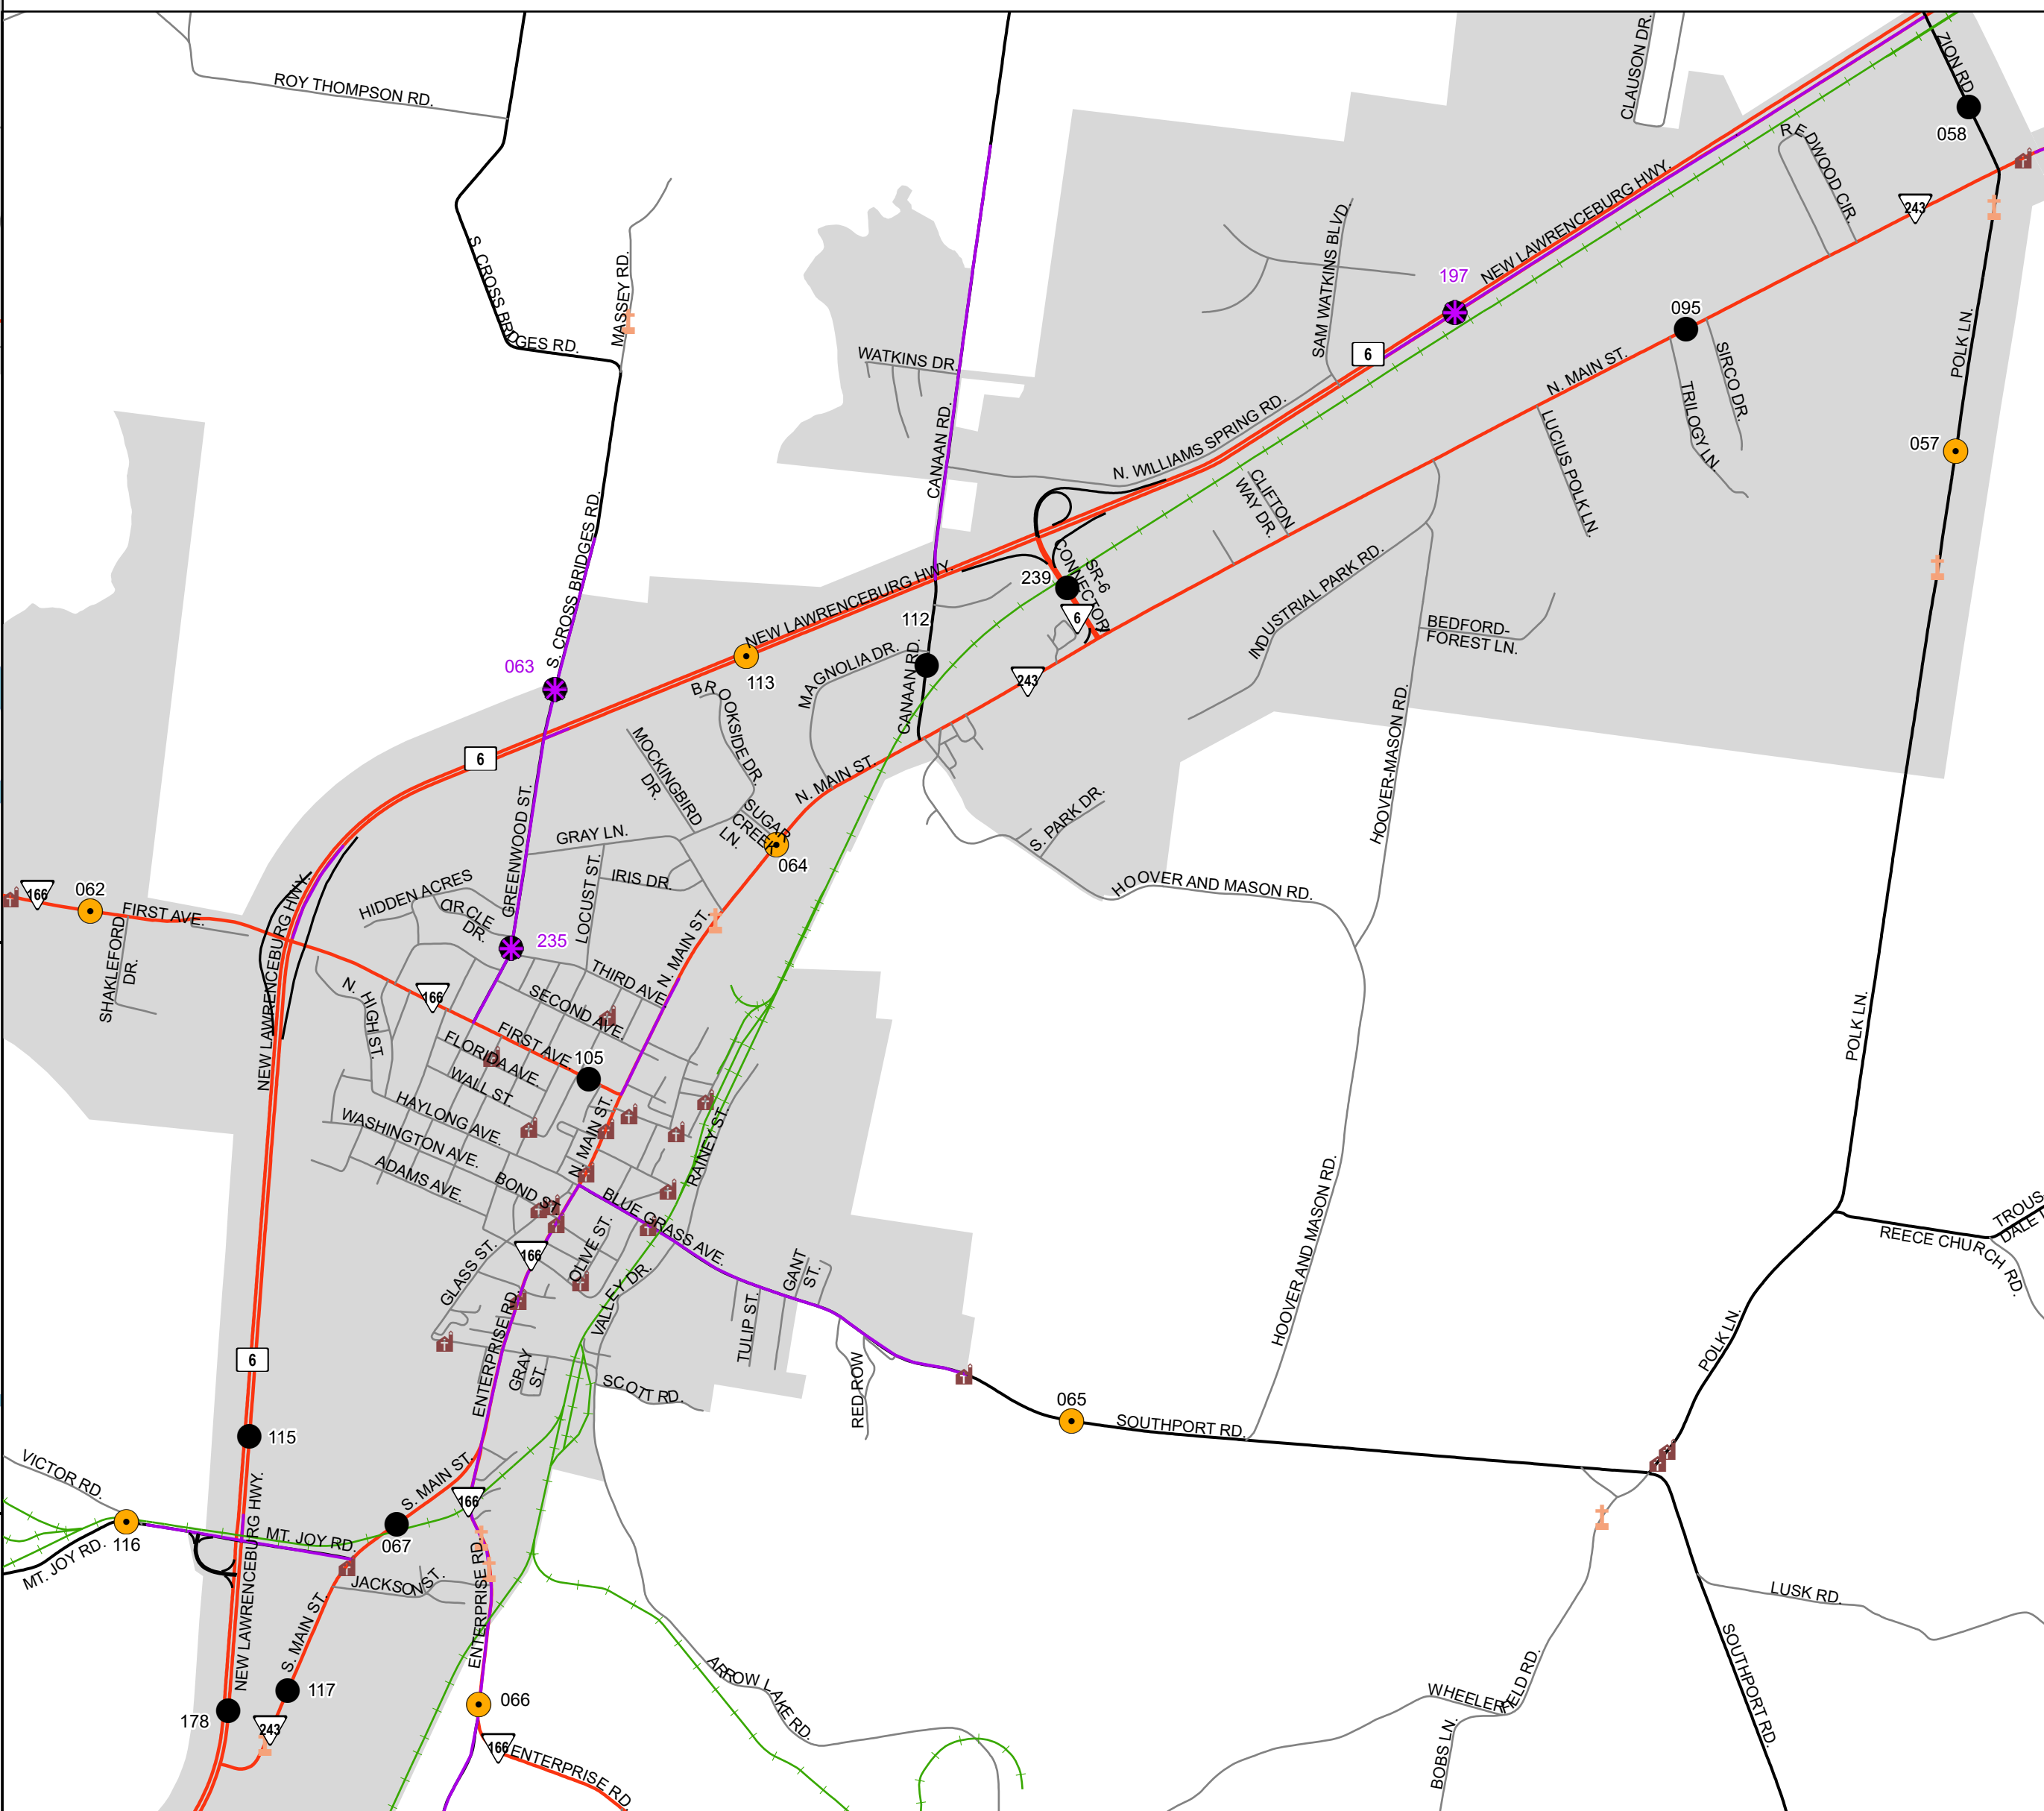 ROY THOMPSON RD.
CLAUSON DR.
ZION RD.
058
REDWOOD CIR.
243
S. CROSS BRIDGES RD.
MASSEY RD.
NEW LAWRENCEBURG HWY.
SAM WATKINS BLVD.
197
6
095
N. MAIN ST.
SIRCO DR.
TRILOGY LN.
LUCIUS POLK LN.
POLK LN.
057
WATKINS DR.
CANAAN RD.
N. WILLIAMS SPRING RD.
CLIFTON
WAY DR.
S. CROSS BRIDGES RD.
NEW LAWRENCEBURG HWY.
239
SR-6
CONNECTOR
6
112
INDUSTRIAL PARK RD.
BEDFORD-
FOREST LN.
063
113
MAGNOLIA DR.
CANAAN RD.
243
BROOKSIDE DR.
MOCKINGBIRD
DR.
HOOVER-MASON RD.
6
N. MAIN ST.
SUGAR
CREEK
LN.
064
S. PARK DR.
GREENWOOD ST.
GRAY LN.
LOCUST ST.
IRIS DR.
HOOVER AND MASON RD.
166
062
FIRST AVE.
SHAKLEFORD
DR.
HIDDEN ACRES
CIRCLE
DR.
235
NEW LAWRENCEBURG HWY.
N. MAIN ST.
THIRD AVE.
N. HIGH ST.
166
SECOND AVE.
FIRST AVE.
105
FLORIDA AVE.
WALL ST.
HAYLONG AVE.
WASHINGTON AVE.
ADAMS AVE.
N. MAIN ST.
RAINEY ST.
POLK LN.
BOND ST.
BLUE GRASS AVE.
166
OLIVE ST.
GLASS ST.
VALLEY DR.
GANT
ST.
TULIP ST.
HOOVER AND MASON RD.
REECE CHURCH RD.
TROUS
DALE
POLK LN.
6
ENTERPRISE RD.
GRAY
ST.
SCOTT RD.
RED ROW
065
SOUTHPORT RD.
115
VICTOR RD.
S. MAIN ST.
166
116
MT. JOY RD.
MT. JOY RD.
067
JACKSON ST.
NEW LAWRENCEBURG HWY.
ENTERPRISE RD.
S. MAIN ST.
117
178
243
066
166
ENTERPRISE RD.
ARROW LAKE RD.
LUSK RD.
SOUTHPORT RD.
WHEELER FIELD RD.
BOBS LN.